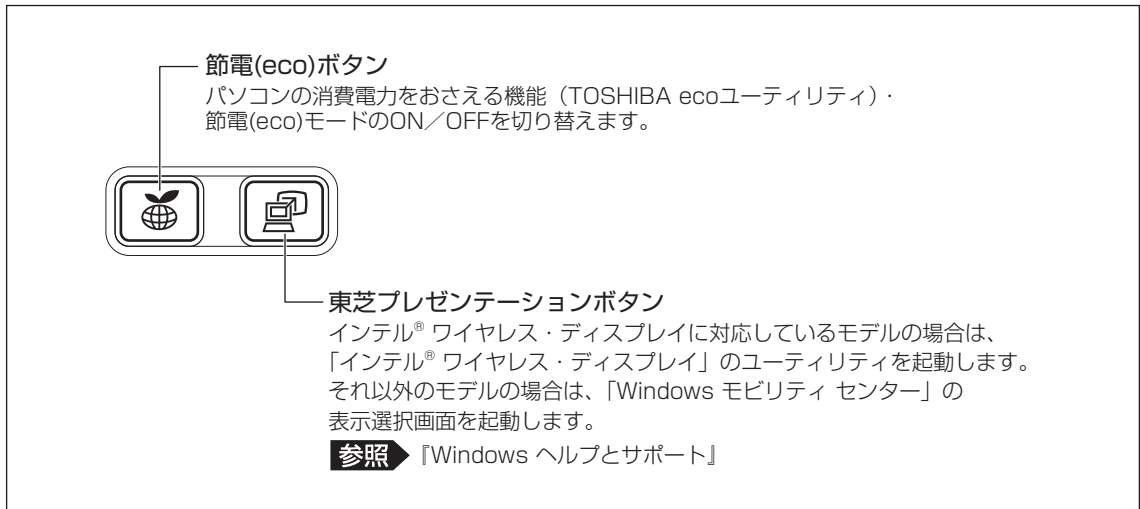 節電(eco)ボタン
パソコンの消費電力をおさえる機能（TOSHIBA ecoユーティリティ）・
節電(eco)モードのON／OFFを切り替えます。
東芝プレゼンテーションボタン
インテル® ワイヤレス・ディスプレイに対応しているモデルの場合は、
「インテル® ワイヤレス・ディスプレイ」のユーティリティを起動します。
それ以外のモデルの場合は、「Windows モビリティ センター」の
表示選択画面を起動します。
参照 『Windows ヘルプとサポート』